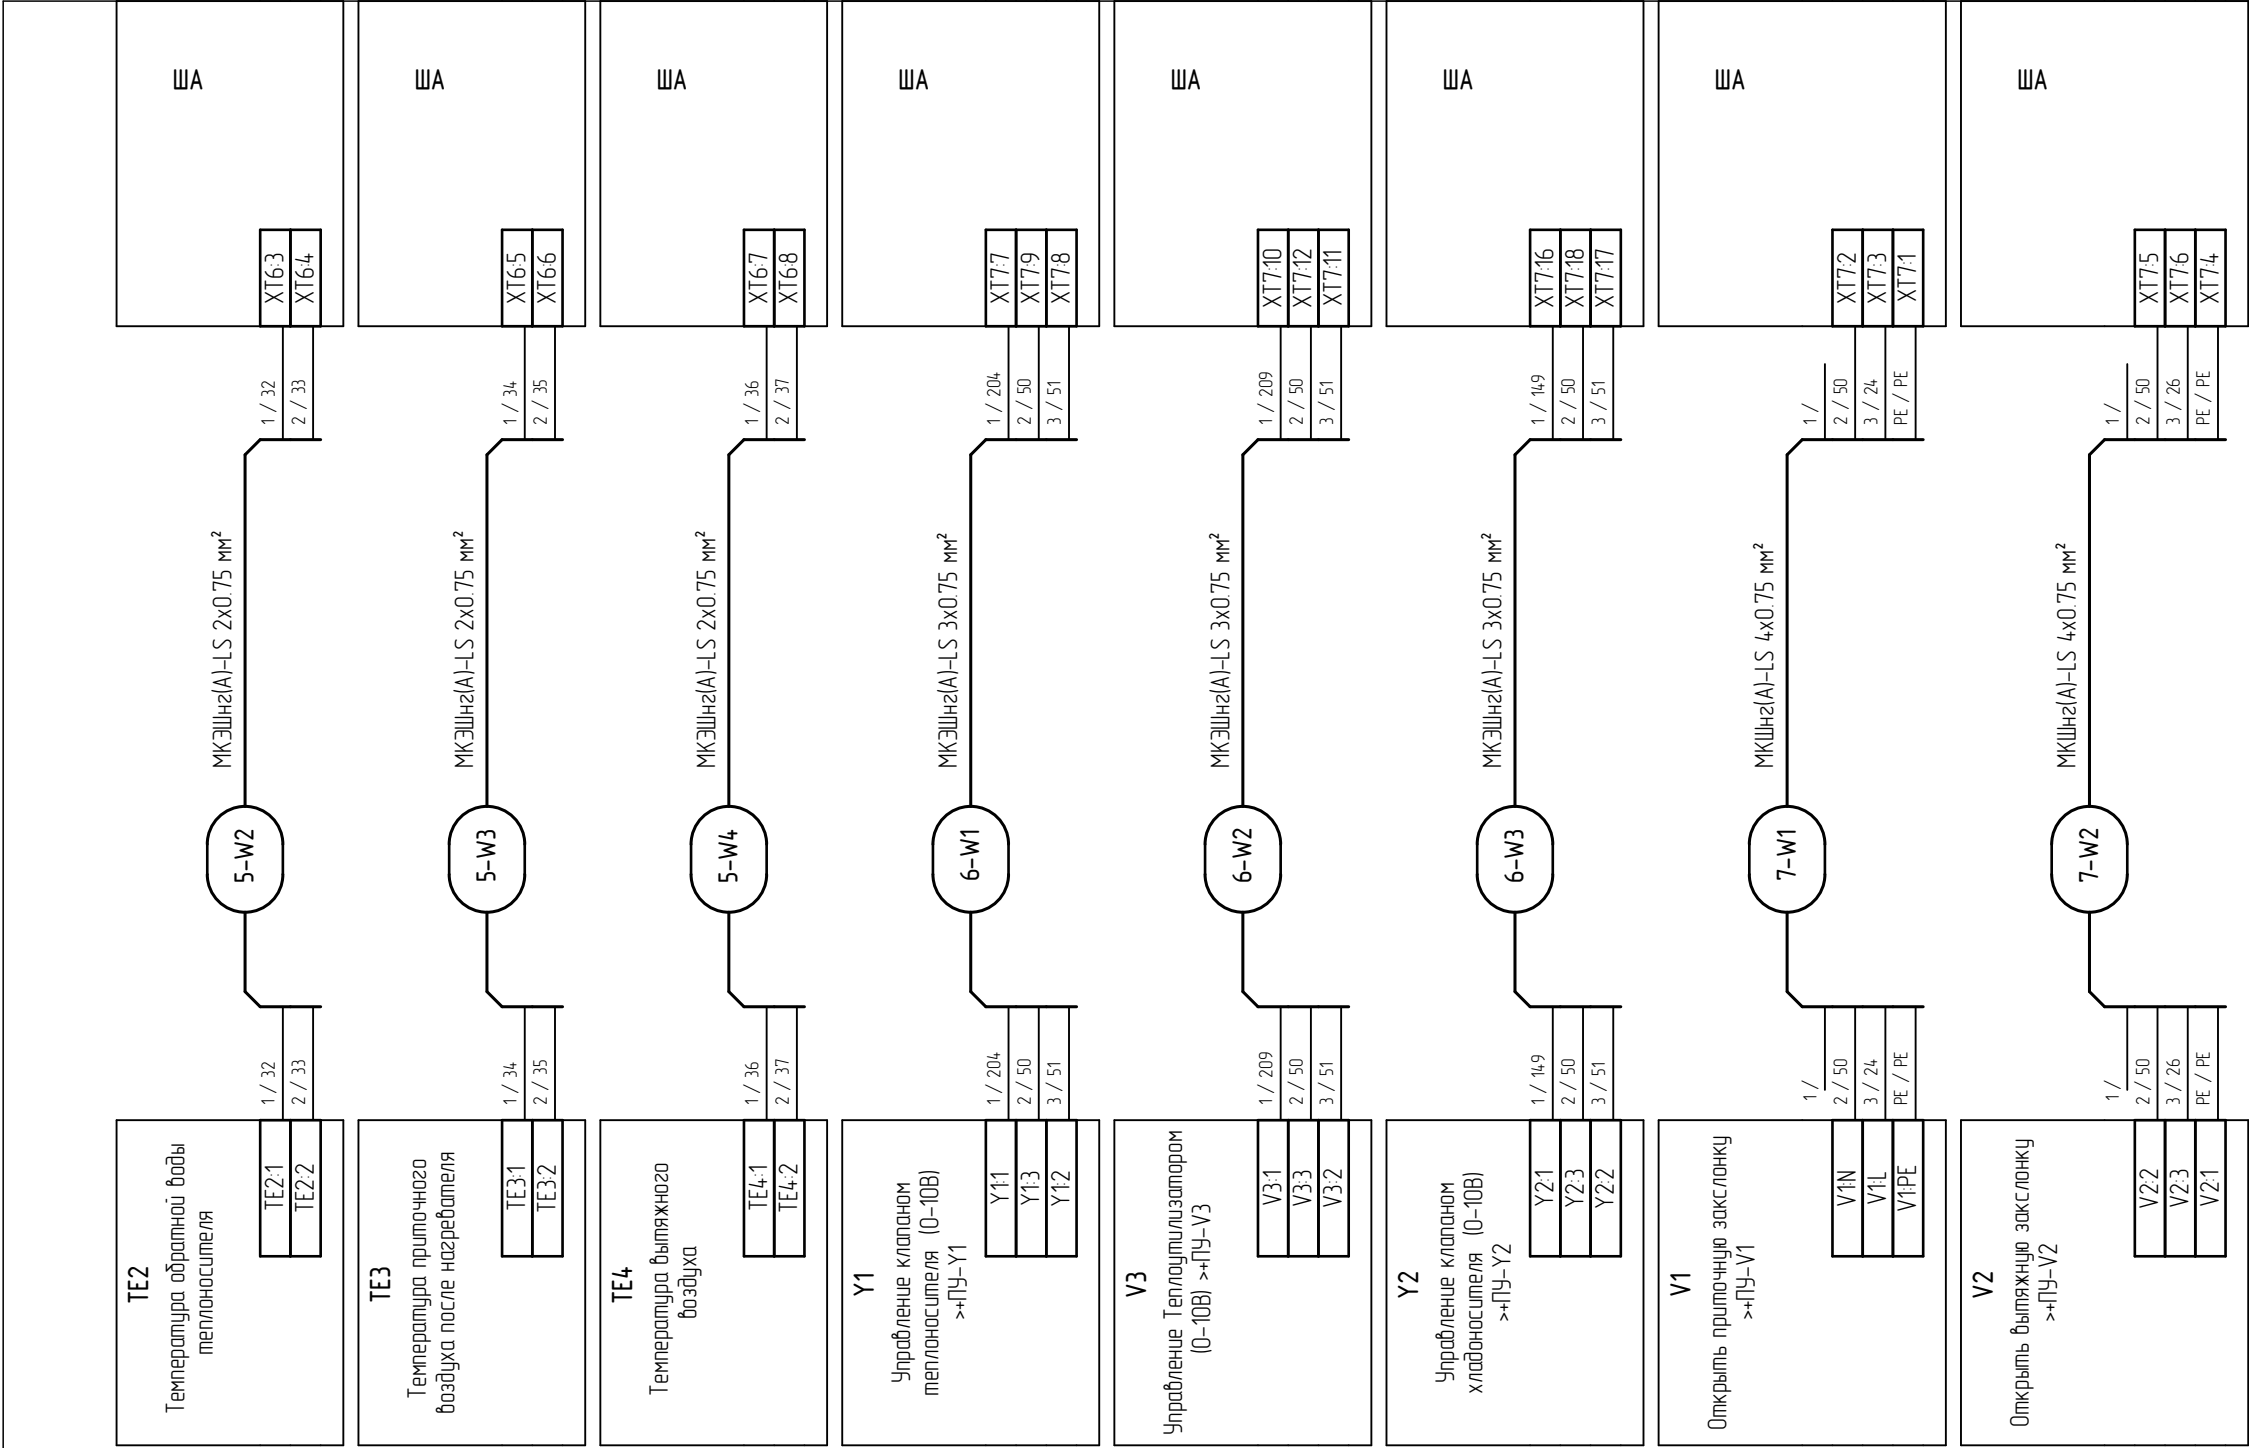 TE2
Температура обратной воды
теплоносителя
TE2:1
TE2:2
1 / 32
2 / 33
5-W2
МКЭШнг(А)-LS 2x0.75 мм²
1 / 32
2 / 33
XT6:3
XT6:4
ША
TE3
Температура приточного
воздуха после нагревателя
TE3:1
TE3:2
1 / 34
2 / 35
5-W3
МКЭШнг(А)-LS 2x0.75 мм²
1 / 34
2 / 35
XT6:5
XT6:6
ША
TE4
Температура вытяжного
воздуха
TE4:1
TE4:2
1 / 36
2 / 37
5-W4
МКЭШнг(А)-LS 2x0.75 мм²
1 / 36
2 / 37
XT6:7
XT6:8
ША
Y1
Управление клапаном
теплоносителя (0-10В)
>+ПУ-Y1
Y1:1
Y1:3
Y1:2
1 / 204
2 / 50
3 / 51
6-W1
МКЭШнг(А)-LS 3x0.75 мм²
1 / 204
2 / 50
3 / 51
XT7:7
XT7:9
XT7:8
ША
V3
Управление Теплоутилизатором
(0-10В) >+ПУ-V3
V3:1
V3:3
V3:2
1 / 209
2 / 50
3 / 51
6-W2
МКЭШнг(А)-LS 3x0.75 мм²
1 / 209
2 / 50
3 / 51
XT7:10
XT7:12
XT7:11
ША
Y2
Управление клапаном
хладоносителя (0-10В)
>+ПУ-Y2
Y2:1
Y2:3
Y2:2
1 / 149
2 / 50
3 / 51
6-W3
МКЭШнг(А)-LS 3x0.75 мм²
1 / 149
2 / 50
3 / 51
XT7:16
XT7:18
XT7:17
ША
V1
Открыть приточную закслонку
>+ПУ-V1
V1:N
V1:L
V1:PE
1 /
2 / 50
3 / 24
PE / PE
7-W1
МКШнг(А)-LS 4x0.75 мм²
1 /
2 / 50
3 / 24
PE / PE
XT7:2
XT7:3
XT7:1
ША
V2
Открыть вытяжную закслонку
>+ПУ-V2
V2:2
V2:3
V2:1
1 /
2 / 50
3 / 26
PE / PE
7-W2
МКШнг(А)-LS 4x0.75 мм²
1 /
2 / 50
3 / 26
PE / PE
XT7:5
XT7:6
XT7:4
ША